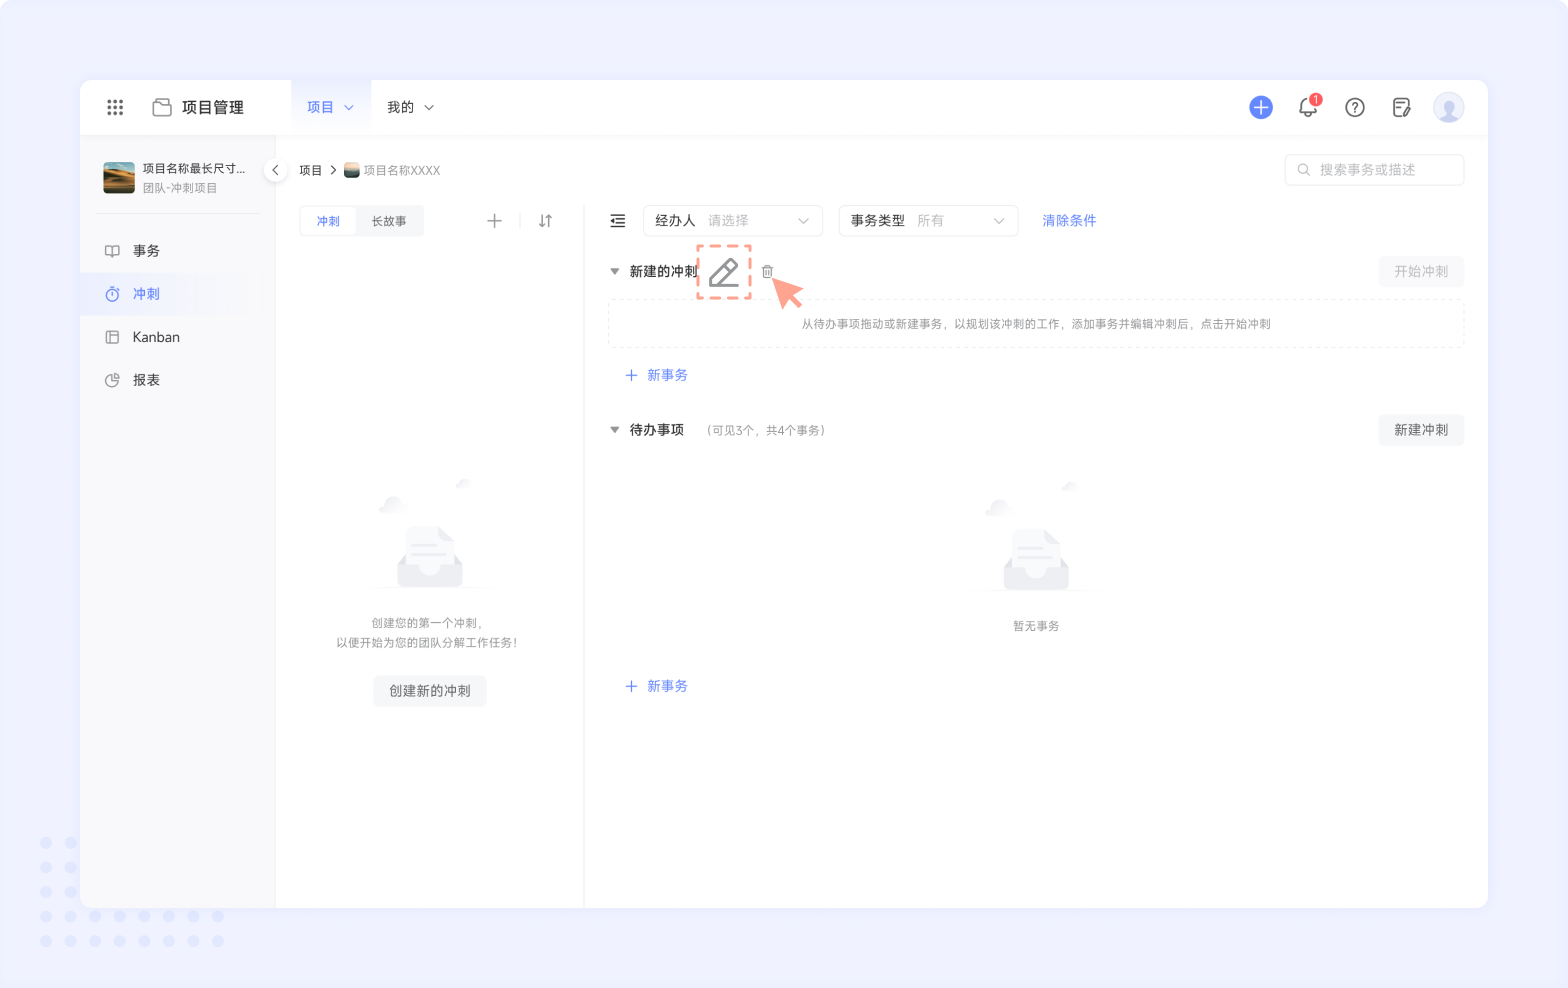 项目管理
项目
我的
1
项目名称最长尺寸...
团队-冲刺项目
事务
冲刺
Kanban
报表
项目
项目名称XXXX
搜索事务或描述
冲刺
长故事
经办人 请选择
事务类型 所有
清除条件
新建的冲刺
开始冲刺
从待办事项拖动或新建事务，以规划该冲刺的工作，添加事务并编辑冲刺后，点击开始冲刺
新事务
待办事项 （可见3个，共4个事务）
新建冲刺
创建您的第一个冲刺，
以便开始为您的团队分解工作任务！
创建新的冲刺
暂无事务
新事务